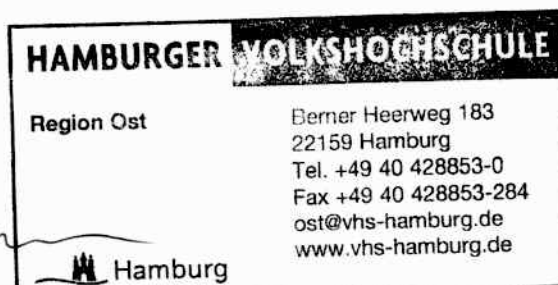 HAMBURGER VOLKSHOCHSCHULE
Region Ost
Berner Heerweg 183
22159 Hamburg
Tel. +49 40 428853-0
Fax +49 40 428853-284
ost@vhs-hamburg.de
www.vhs-hamburg.de
Hamburg